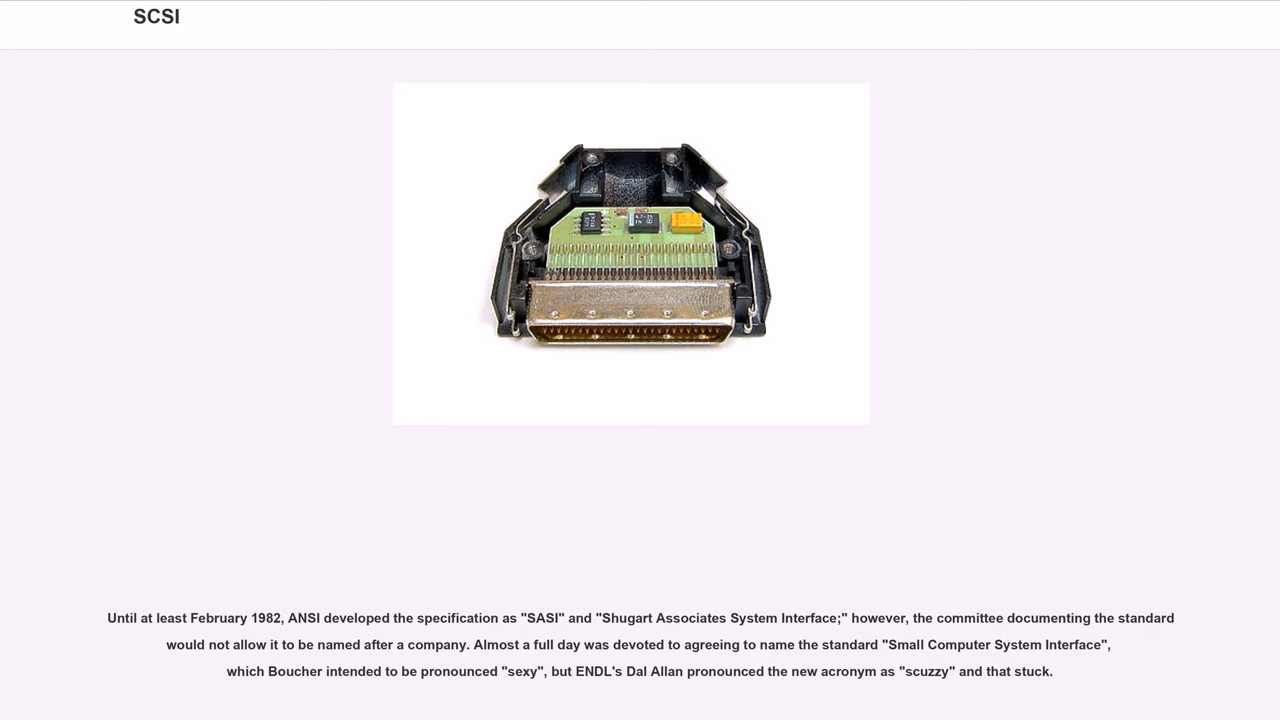 SCSI
Until at least February 1982, ANSI developed the specification as "SASI" and "Shugart Associates System Interface;" however, the committee documenting the standard
would not allow it to be named after a company. Almost a full day was devoted to agreeing to name the standard "Small Computer System Interface",
which Boucher intended to be pronounced "sexy", but ENDL's Dal Allan pronounced the new acronym as "scuzzy" and that stuck.